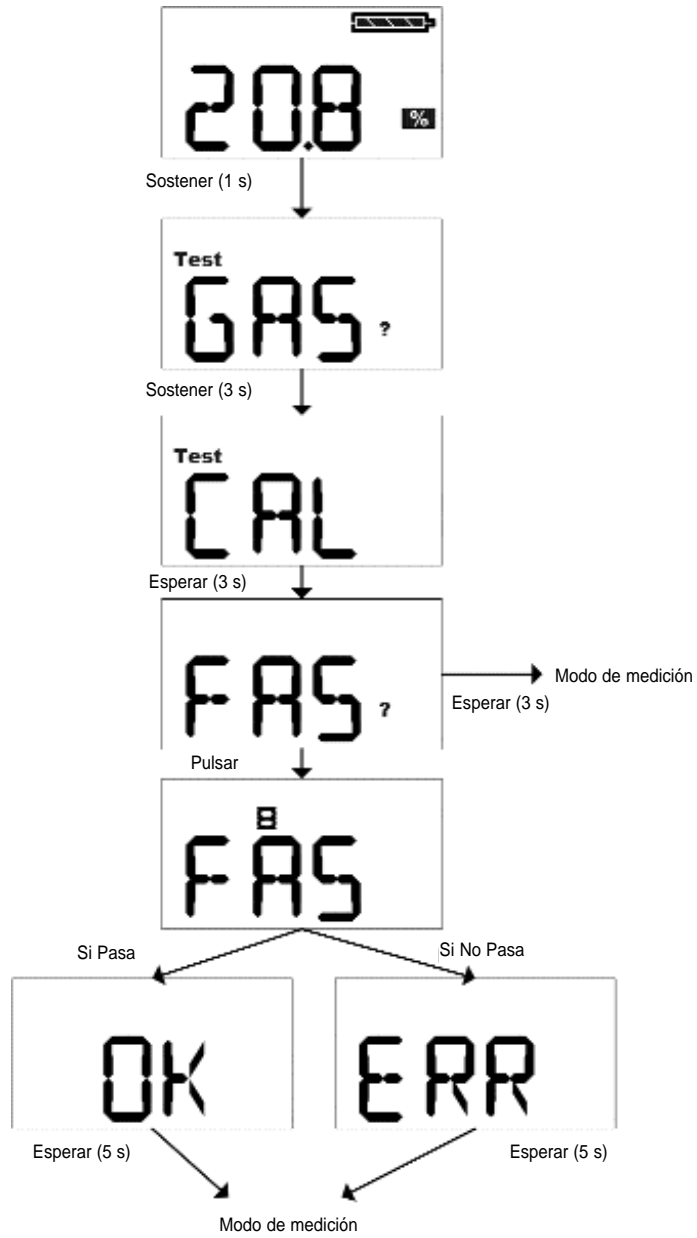 20.8
%
Sostener (1 s)
Test
GAS ?
Sostener (3 s)
Test
CAL
Esperar (3 s)
FAS ?
Modo de medición
Esperar (3 s)
Pulsar
FAS
Si Pasa
Si No Pasa
OK
ERR
Esperar (5 s)
Esperar (5 s)
Modo de medición